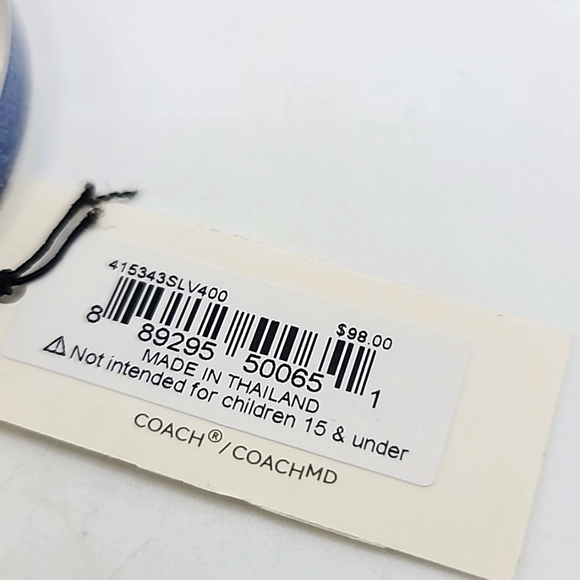 415343SLV400
$98.00
8 89295 50065 1
MADE IN THAILAND
⚠ Not intended for children 15 & under
COACH®/COACHMD